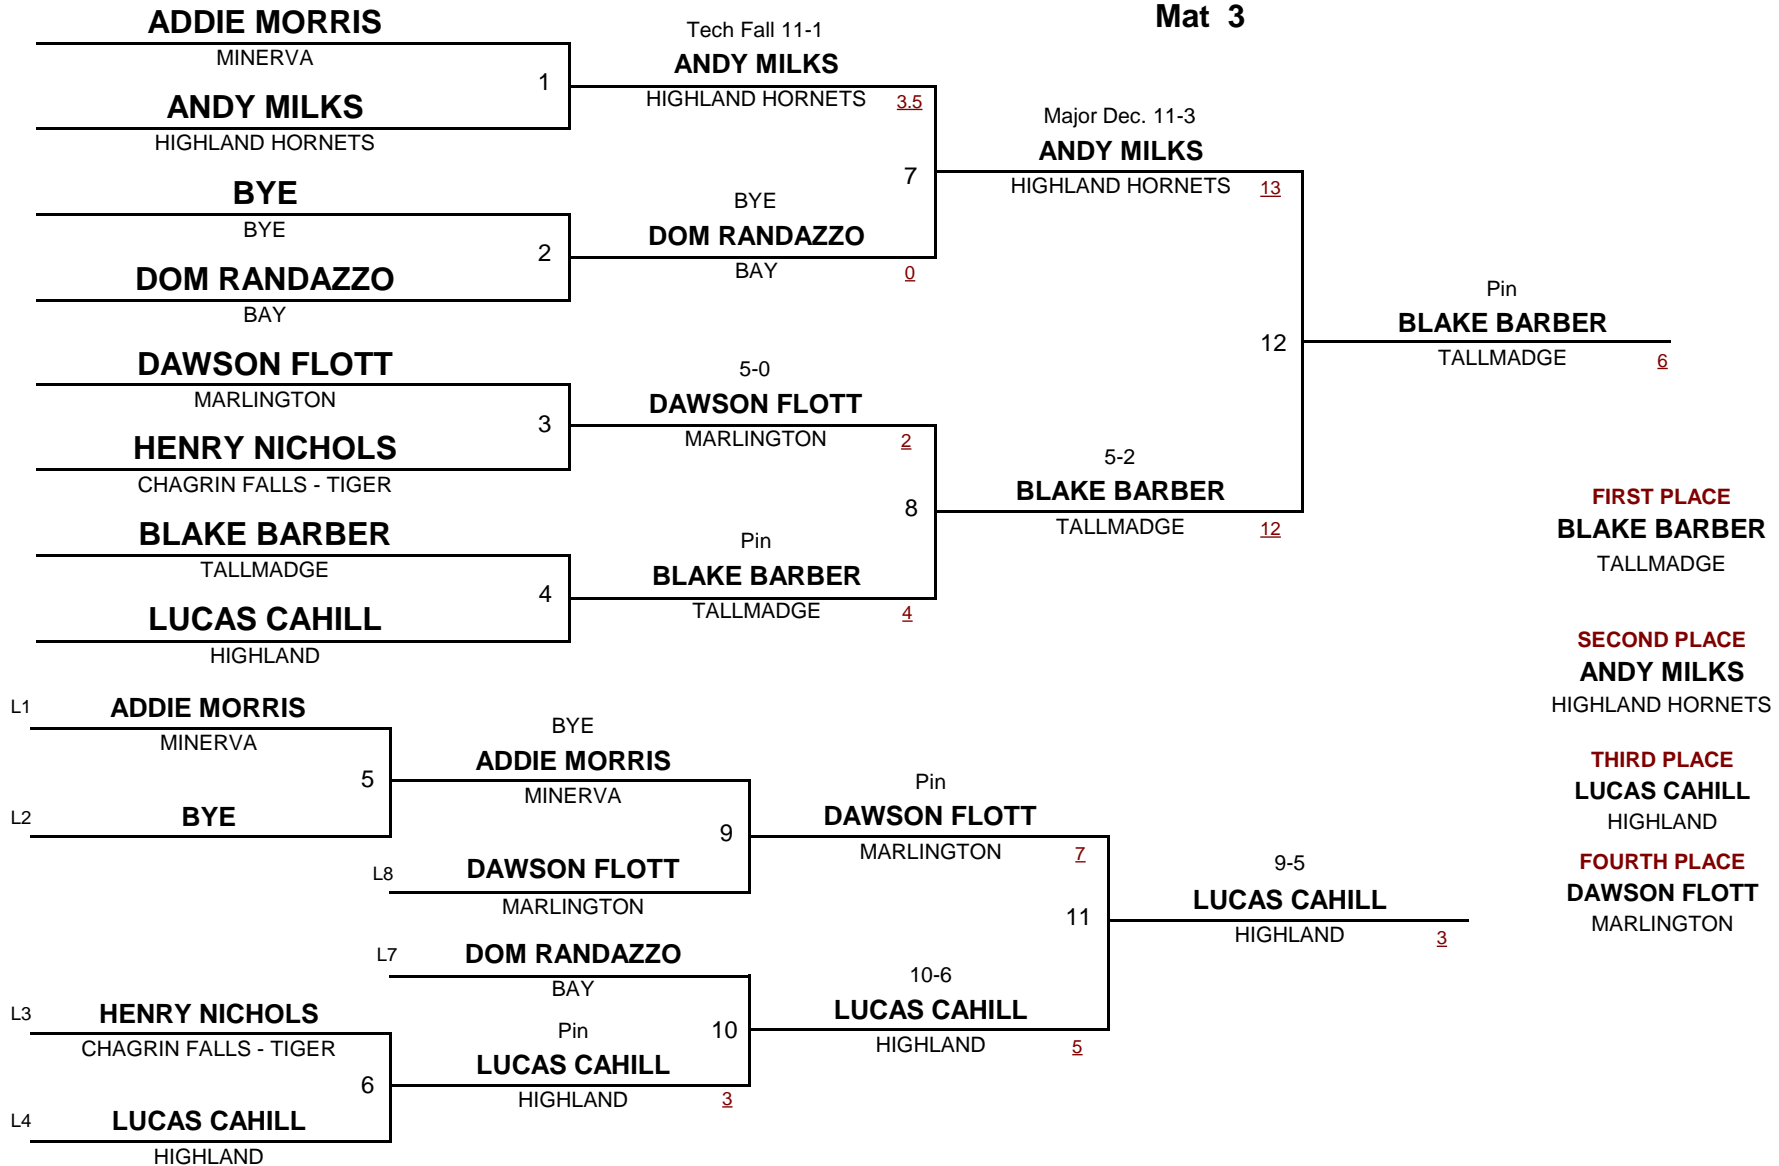 Mat 3
ADDIE MORRIS
MINERVA
1
ANDY MILKS
HIGHLAND HORNETS
BYE
BYE
2
DOM RANDAZZO
BAY
DAWSON FLOTT
MARLINGTON
3
HENRY NICHOLS
CHAGRIN FALLS - TIGER
BLAKE BARBER
TALLMADGE
4
LUCAS CAHILL
HIGHLAND
Tech Fall 11-1
ANDY MILKS
HIGHLAND HORNETS 3.5
7
BYE
DOM RANDAZZO
BAY 0
5-0
DAWSON FLOTT
MARLINGTON 2
8
Pin
BLAKE BARBER
TALLMADGE 4
Major Dec. 11-3
ANDY MILKS
HIGHLAND HORNETS 13
12
5-2
BLAKE BARBER
TALLMADGE 12
Pin
BLAKE BARBER
TALLMADGE 6
FIRST PLACE
BLAKE BARBER
TALLMADGE
SECOND PLACE
ANDY MILKS
HIGHLAND HORNETS
THIRD PLACE
LUCAS CAHILL
HIGHLAND
FOURTH PLACE
DAWSON FLOTT
MARLINGTON
L1 ADDIE MORRIS
MINERVA
5
L2 BYE
L3 HENRY NICHOLS
CHAGRIN FALLS - TIGER
6
L4 LUCAS CAHILL
HIGHLAND
BYE
ADDIE MORRIS
MINERVA
9
L8 DAWSON FLOTT
MARLINGTON
L7 DOM RANDAZZO
BAY
10
Pin
LUCAS CAHILL
HIGHLAND 3
Pin
DAWSON FLOTT
MARLINGTON 7
11
10-6
LUCAS CAHILL
HIGHLAND 5
9-5
LUCAS CAHILL
HIGHLAND 3